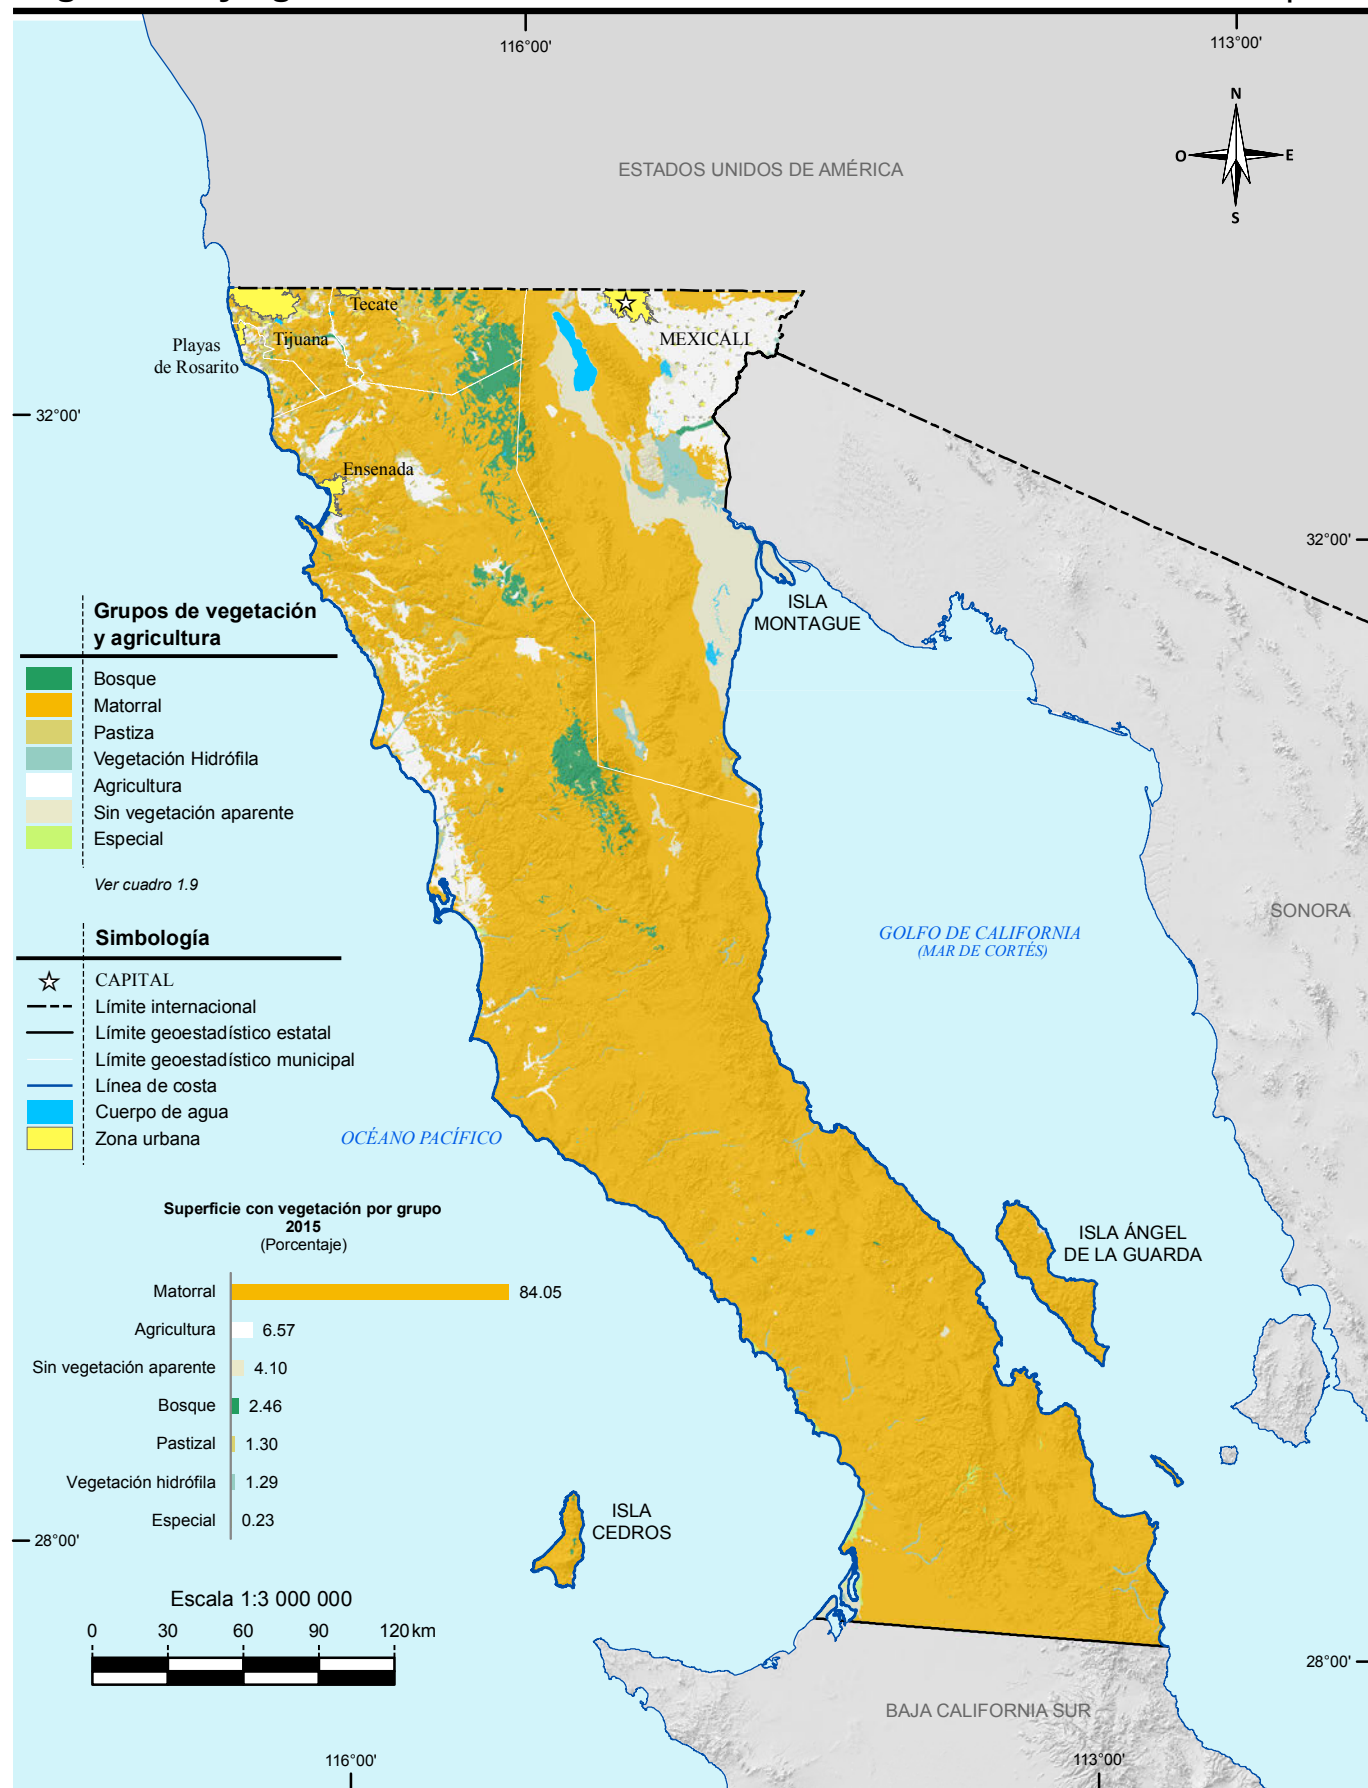 116°00'
113°00'
N
O
E
S
ESTADOS UNIDOS DE AMÉRICA
Tecate
Tijuana
MEXICALI
Playas
de Rosarito
32°00'
Ensenada
32°00'
ISLA
MONTAGUE
Grupos de vegetación
y agricultura
Bosque
Matorral
Pastiza
Vegetación Hidrófila
Agricultura
Sin vegetación aparente
Especial
Ver cuadro 1.9
SONORA
GOLFO DE CALIFORNIA
(MAR DE CORTÉS)
Simbología
CAPITAL
Límite internacional
Límite geoestadístico estatal
Límite geoestadístico municipal
Línea de costa
Cuerpo de agua
Zona urbana
OCÉANO PACÍFICO
Superficie con vegetación por grupo
2015
(Porcentaje)
Matorral 84.05
Agricultura 6.57
Sin vegetación aparente 4.10
Bosque 2.46
Pastizal 1.30
Vegetación hidrófila 1.29
Especial 0.23
ISLA ÁNGEL
DE LA GUARDA
ISLA
CEDROS
28°00'
Escala 1:3 000 000
0 30 60 90 120 km
28°00'
BAJA CALIFORNIA SUR
116°00'
113°00'